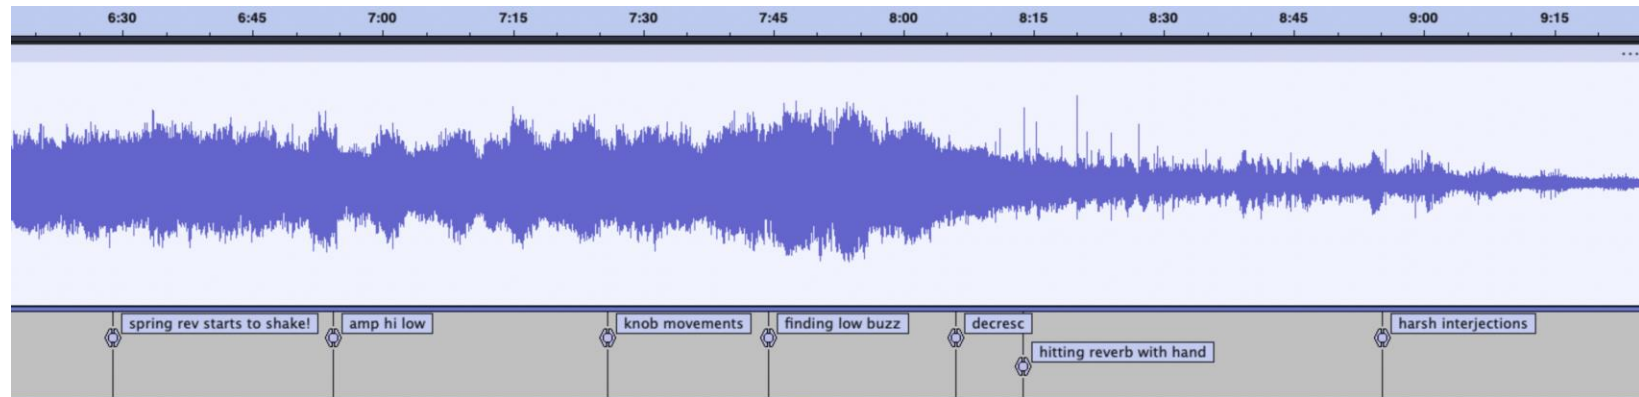 6:30 6:45 7:00 7:15 7:30 7:45 8:00 8:15 8:30 8:45 9:00 9:15
...
spring rev starts to shake! amp hi low knob movements finding low buzz decresc harsh interjections
hitting reverb with hand